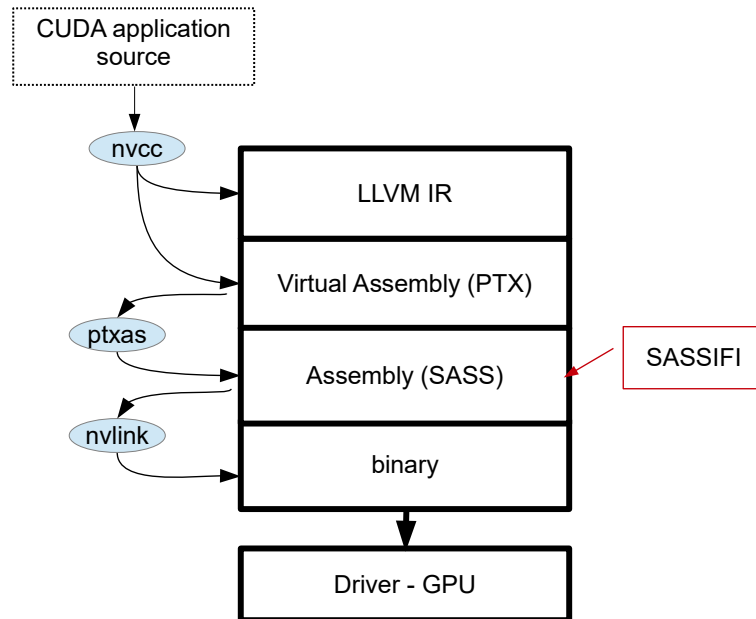 CUDA application
source
nvcc
LLVM IR
Virtual Assembly (PTX)
ptxas
Assembly (SASS)
SASSIFI
nvlink
binary
Driver - GPU